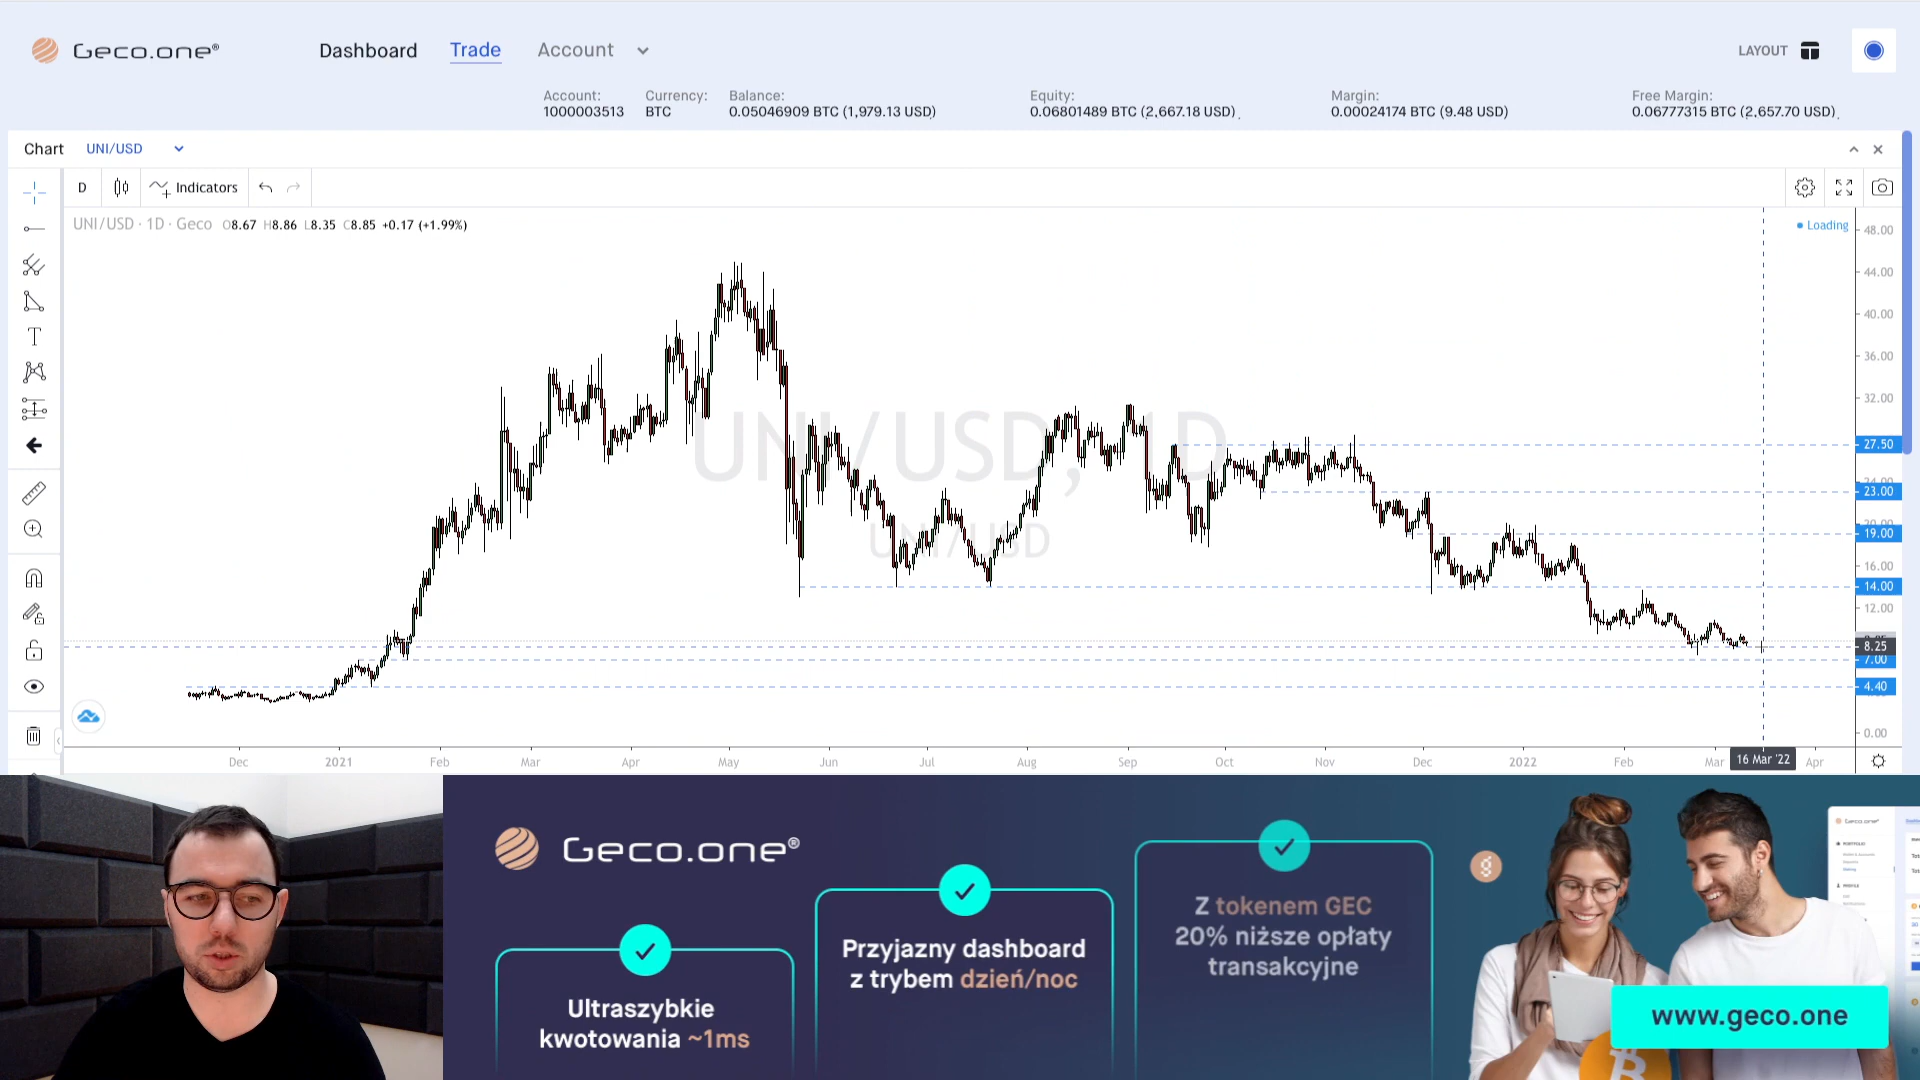 Geco.one®
Dashboard
Trade
Account
LAYOUT
Account:
1000003513
Currency:
BTC
Balance:
0.05046909 BTC (1,979.13 USD)
Equity:
0.06801489 BTC (2,667.18 USD)
Margin:
0.00024174 BTC (9.48 USD)
Free Margin:
0.06777315 BTC (2,657.70 USD)
Chart UNI/USD
D
Indicators
UNI/USD · 1D · Geco O8.67 H8.86 L8.35 C8.85 +0.17 (+1.99%)
Loading
UNI/USD, 1D
UNI/USD
48.00
44.00
40.00
36.00
32.00
27.50
24.00
23.00
20.00
19.00
16.00
14.00
12.00
8.25
7.00
4.40
0.00
Dec 2021 Feb Mar Apr May Jun Jul Aug Sep Oct Nov Dec 2022 Feb Mar 16 Mar '22 Apr
T
Geco.one®
Ultraszybkie
kwotowania ~1ms
Przyjazny dashboard
z trybem dzień/noc
Z tokenem GEC
20% niższe opłaty
transakcyjne
Geco.one
www.geco.one